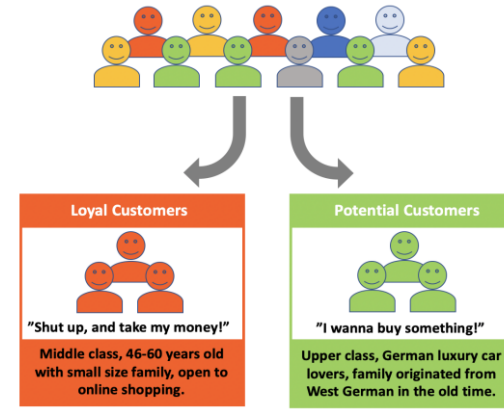 Loyal Customers
”Shut up, and take my money!”
Middle class, 46-60 years old
with small size family, open to
online shopping.
Potential Customers
”I wanna buy something!”
Upper class, German luxury car
lovers, family originated from
West German in the old time.